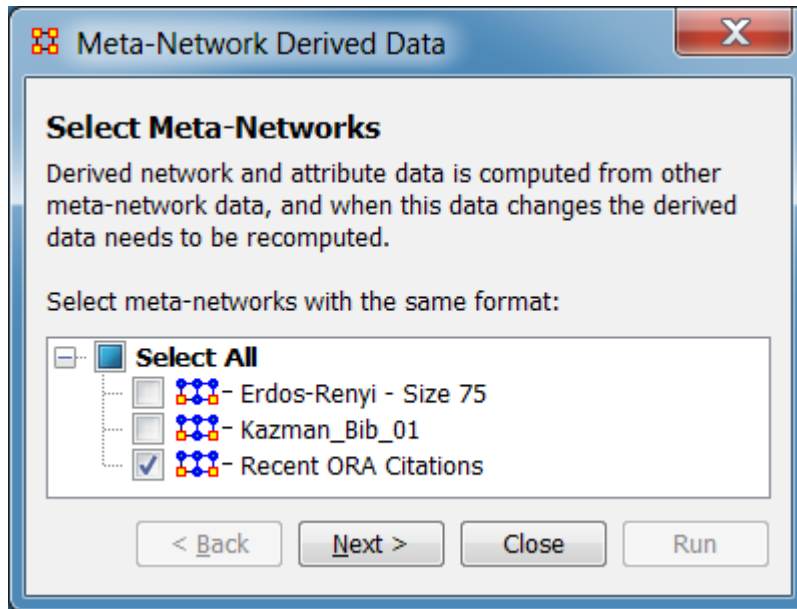 Meta-Network Derived Data
Select Meta-Networks
Derived network and attribute data is computed from other
meta-network data, and when this data changes the derived
data needs to be recomputed.
Select meta-networks with the same format:
Select All
Erdos-Renyi - Size 75
Kazman_Bib_01
Recent ORA Citations
< Back Next > Close Run